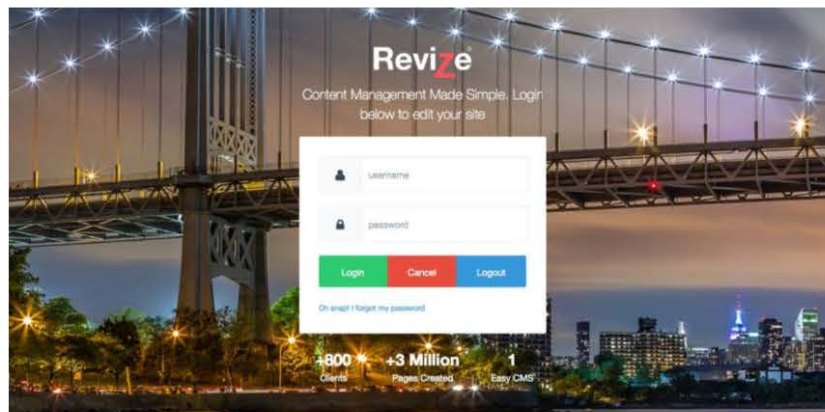 Revize
Content Management Made Simple. Login
below to edit your site
username
password
Login Cancel Logout
Oh snap! I forgot my password
+800 +3 Million 1
Clients Pages Created Easy CMS